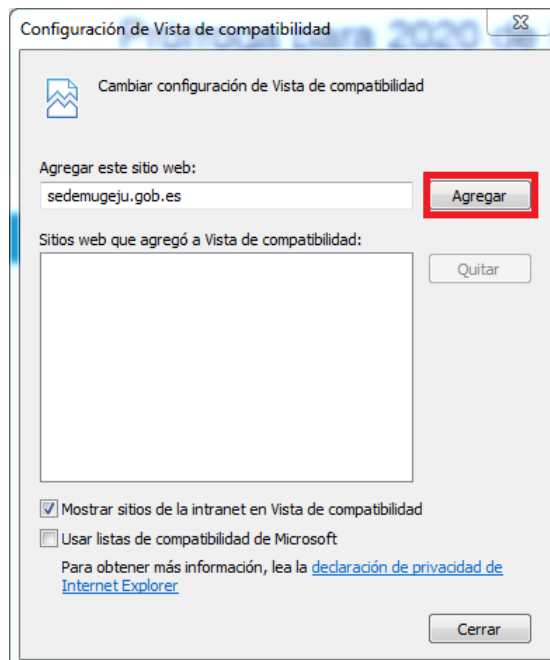 Configuración de Vista de compatibilidad
Cambiar configuración de Vista de compatibilidad
Agregar este sitio web:
sedemugeju.gob.es
Agregar
Sitios web que agregó a Vista de compatibilidad:
Quitar
Mostrar sitios de la intranet en Vista de compatibilidad
Usar listas de compatibilidad de Microsoft
Para obtener más información, lea la declaración de privacidad de
Internet Explorer
Cerrar